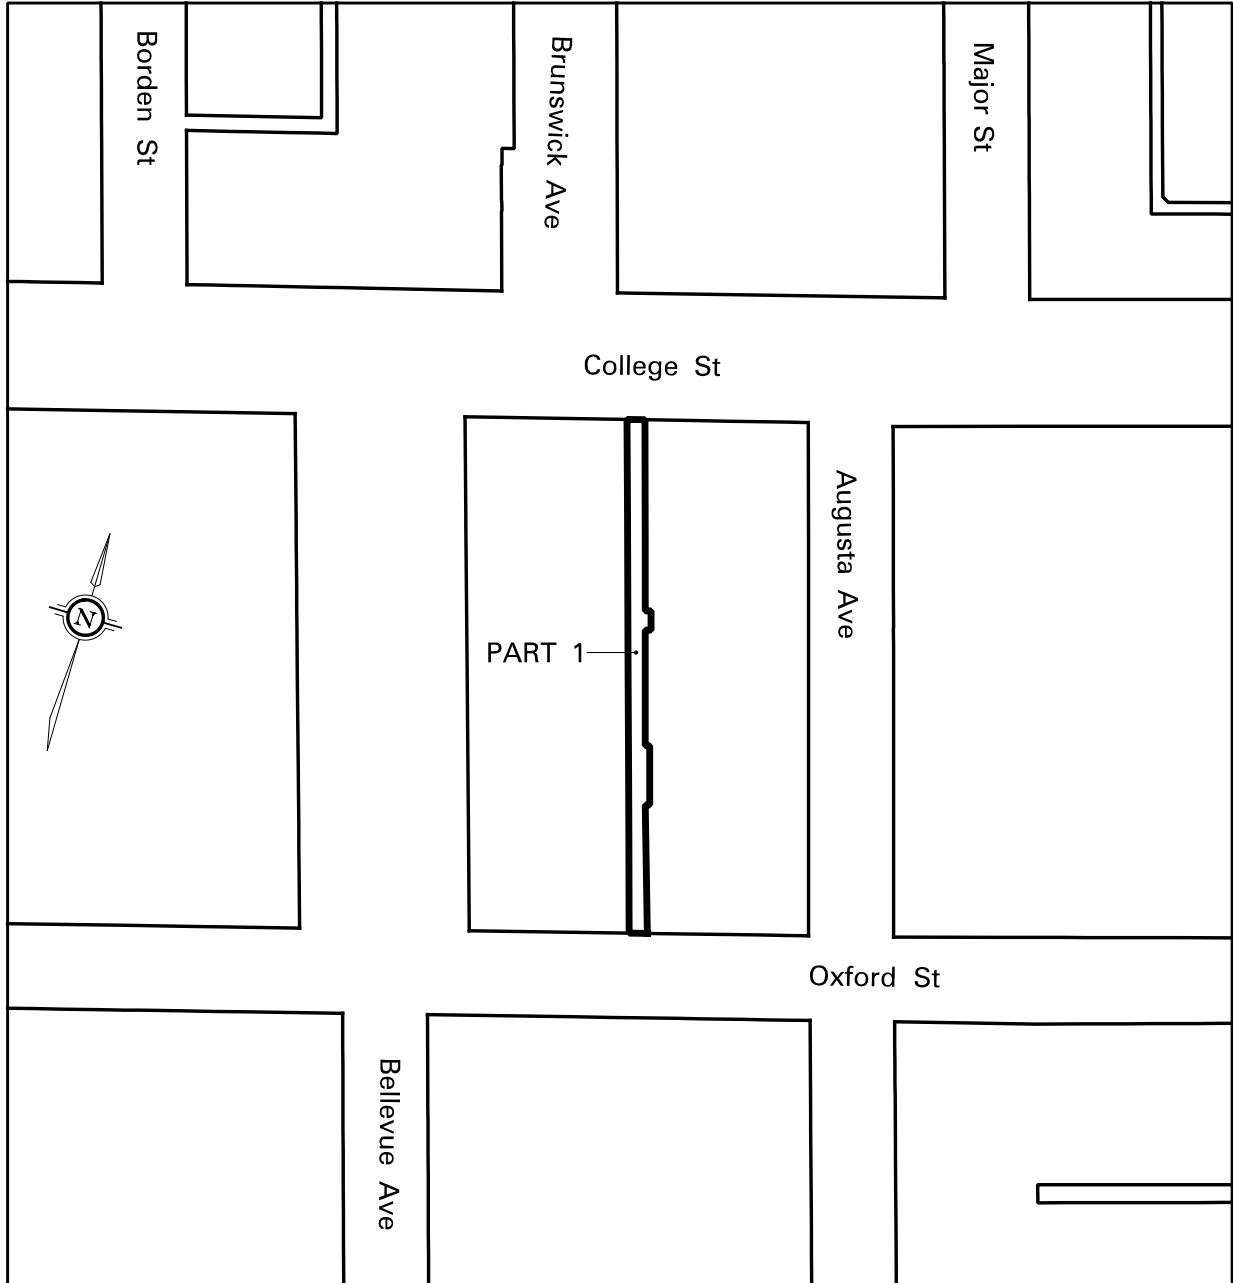 Borden St
Brunswick Ave
Major St
College St
Augusta Ave
N
PART 1
Oxford St
Bellevue Ave